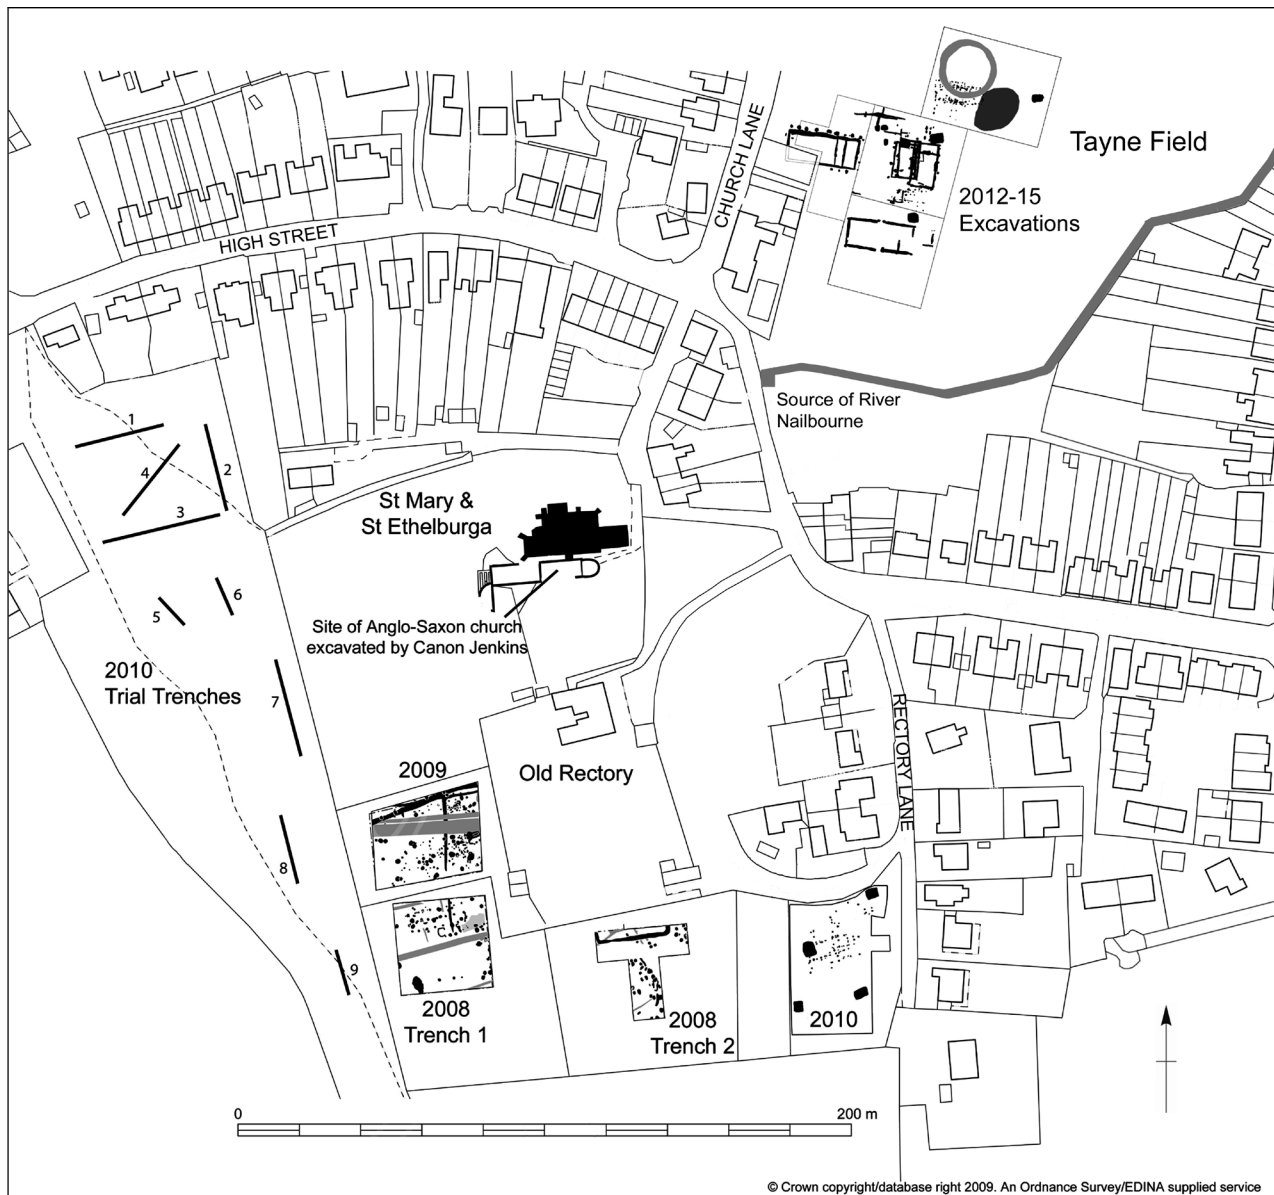 CHURCH LANE
Tayne Field
2012-15
Excavations
HIGH STREET
Source of River
Nailbourne
1
4
2
3
St Mary &
St Ethelburga
6
5
Site of Anglo-Saxon church
excavated by Canon Jenkins
2010
Trial Trenches
7
RECTORY LANE
2009
Old Rectory
8
9
2008
Trench 1
2008
Trench 2
2010
0
200 m
© Crown copyright/database right 2009. An Ordnance Survey/EDINA supplied service